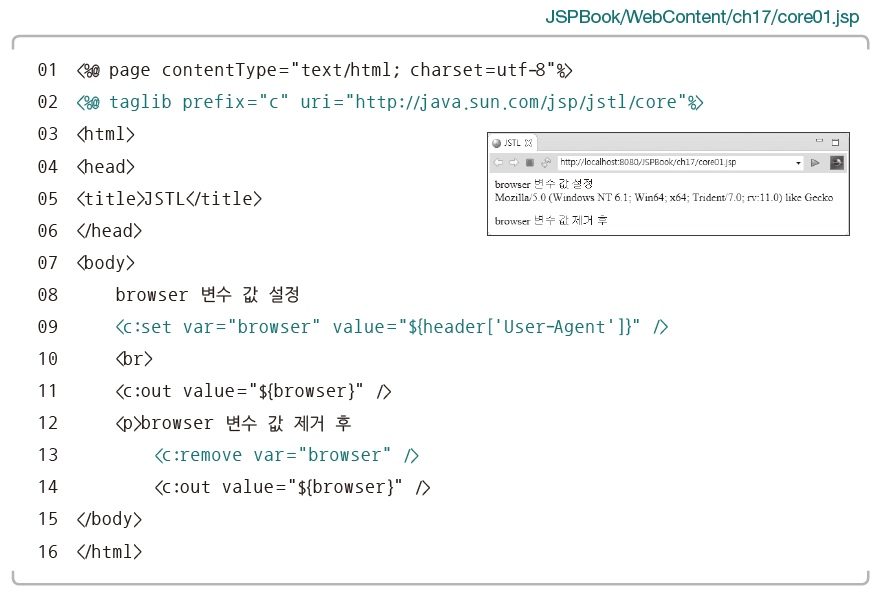 JSPBook/WebContent/ch17/core01.jsp
01 <%@ page contentType="text/html; charset=utf-8"%>
02 <%@ taglib prefix="c" uri="http://java.sun.com/jsp/jstl/core"%>
03 <html>
04 <head>
05 <title>JSTL</title>
06 </head>
07 <body>
08 browser 변수 값 설정
09 <c:set var="browser" value="${header['User-Agent']}" />
10 <br>
11 <c:out value="${browser}" />
12 <p>browser 변수 값 제거 후
13 <c:remove var="browser" />
14 <c:out value="${browser}" />
15 </body>
16 </html>
JSTL
http://localhost:8080/JSPBook/ch17/core01.jsp
browser 변수 값 설정
Mozilla/5.0 (Windows NT 6.1; Win64; x64; Trident/7.0; rv:11.0) like Gecko
browser 변수 값 제거 후